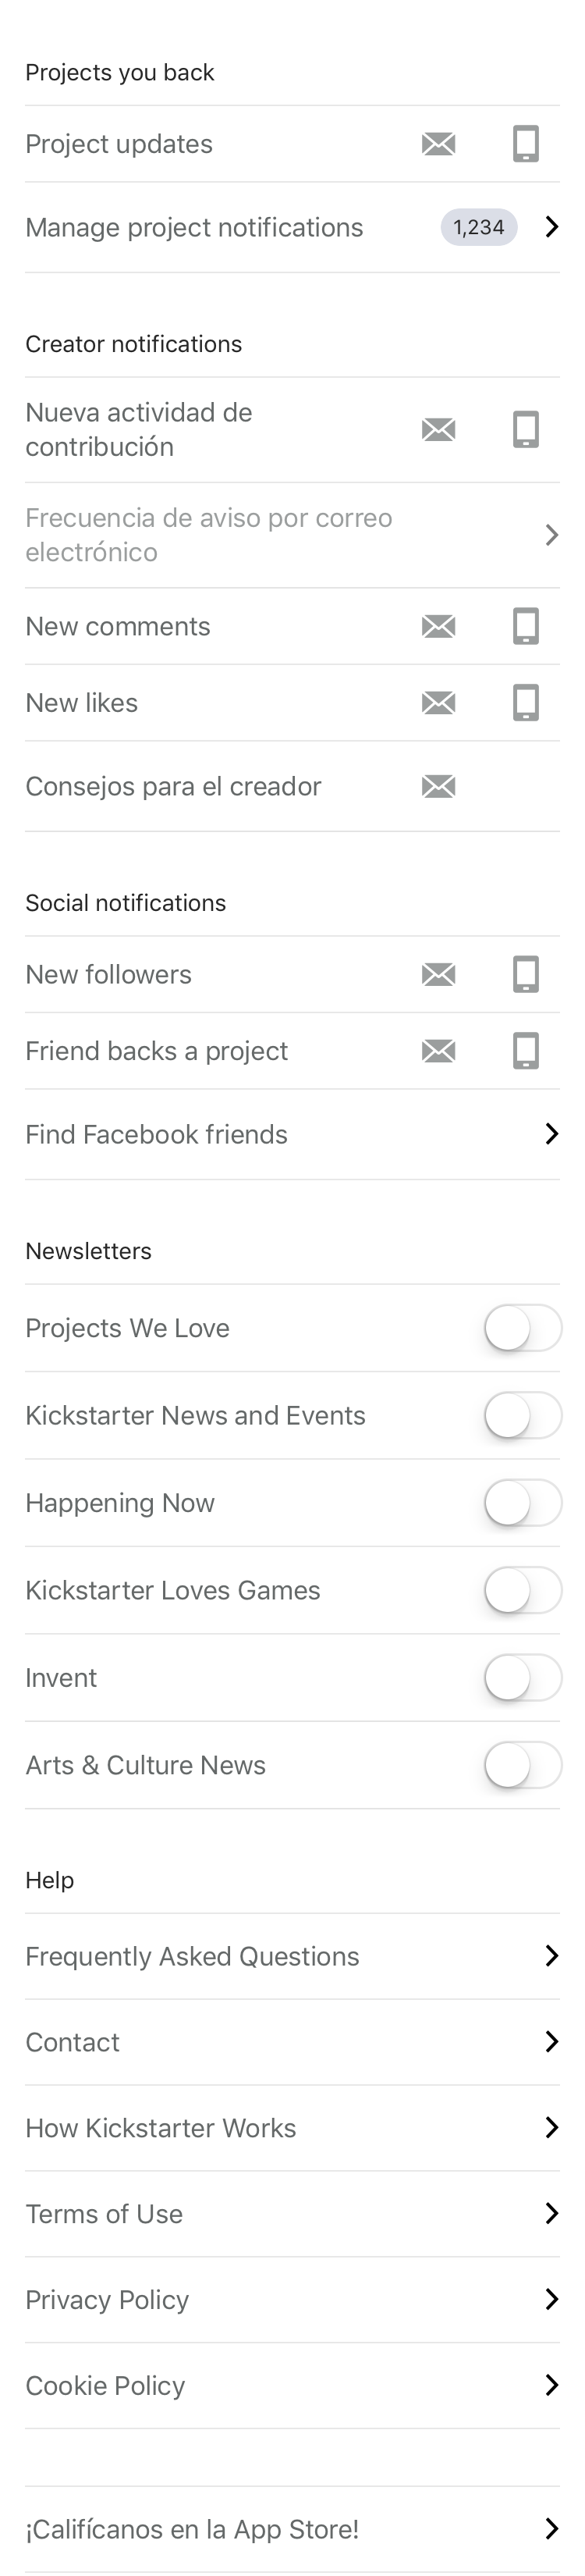 Projects you back
Project updates
Manage project notifications 1,234
Creator notifications
Nueva actividad de
contribución
Frecuencia de aviso por correo
electrónico
New comments
New likes
Consejos para el creador
Social notifications
New followers
Friend backs a project
Find Facebook friends
Newsletters
Projects We Love
Kickstarter News and Events
Happening Now
Kickstarter Loves Games
Invent
Arts & Culture News
Help
Frequently Asked Questions
Contact
How Kickstarter Works
Terms of Use
Privacy Policy
Cookie Policy
¡Califícanos en la App Store!